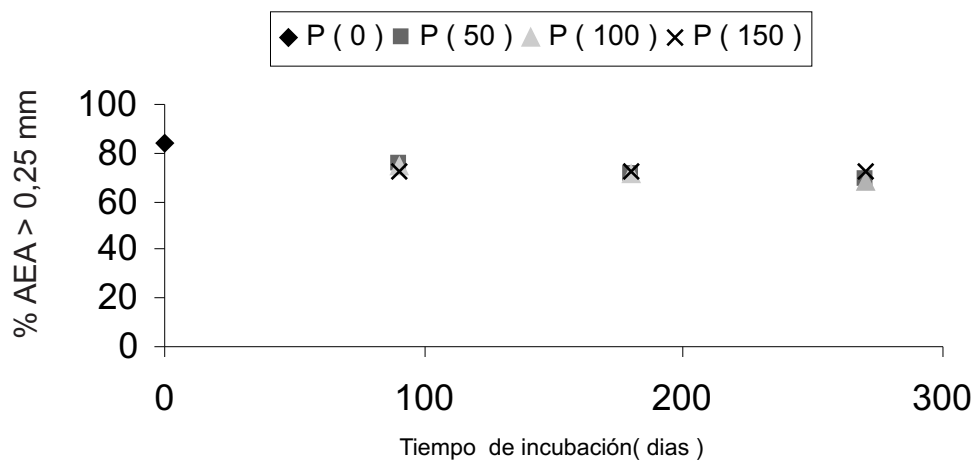 ◆ P ( 0 ) ■ P ( 50 ) ▲ P ( 100 ) × P ( 150 )
% AEA > 0,25 mm
100
80
60
40
20
0
0 100 200 300
Tiempo de incubación( dias )